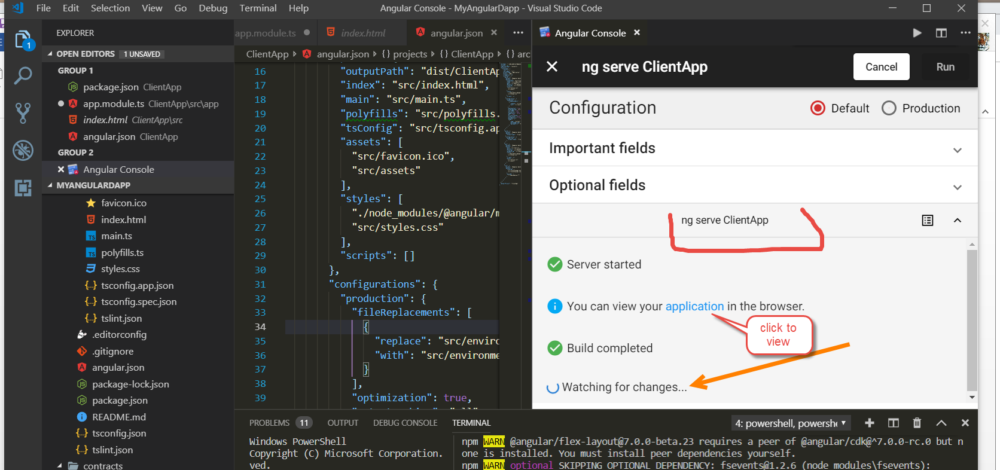 File Edit Selection View Go Debug Terminal Help
Angular Console - MyAngularDapp - Visual Studio Code
1
EXPLORER
OPEN EDITORS 1 UNSAVED
GROUP 1
package.json ClientApp
app.module.ts ClientApp\src\app
index.html ClientApp\src
angular.json ClientApp
GROUP 2
Angular Console
MYANGULARDAPP
favicon.ico
index.html
main.ts
polyfills.ts
styles.css
tsconfig.app.json
tsconfig.spec.json
tslint.json
.editorconfig
.gitignore
angular.json
package-lock.json
package.json
README.md
tsconfig.json
tslint.json
contracts
app.module.ts index.html angular.json
ClientApp angular.json {} projects {} ClientApp {} arc
16 "outputPath": "dist/ClientAp
17 "index": "src/index.html",
18 "main": "src/main.ts",
19 "polyfills": "src/polyfills.
20 "tsConfig": "src/tsconfig.ap
21 "assets": [
22 "src/favicon.ico",
23 "src/assets"
24 ],
25 "styles": [
26 "./node_modules/@angular/m
27 "src/styles.css"
28 ],
29 "scripts": []
30 },
31 "configurations": {
32 "production": {
33 "fileReplacements": [
34 {
35 "replace": "src/enviro
36 "with": "src/environme
37 }
38 ],
39 "optimization": true,
Angular Console
ng serve ClientApp Cancel Run
Configuration Default Production
Important fields
Optional fields
ng serve ClientApp
Server started
You can view your application in the browser.
click to
view
Build completed
Watching for changes...
PROBLEMS 11 OUTPUT DEBUG CONSOLE TERMINAL 4: powershell, powershe
Windows PowerShell
Copyright (C) Microsoft Corporation.
ved.
npm WARN @angular/flex-layout@7.0.0-beta.23 requires a peer of @angular/cdk@^7.0.0-rc.0 but n
one is installed. You must install peer dependencies yourself.
npm WARN optional SKIPPING OPTIONAL DEPENDENCY: fsevents@1.2.6 (node_modules\fsevents):